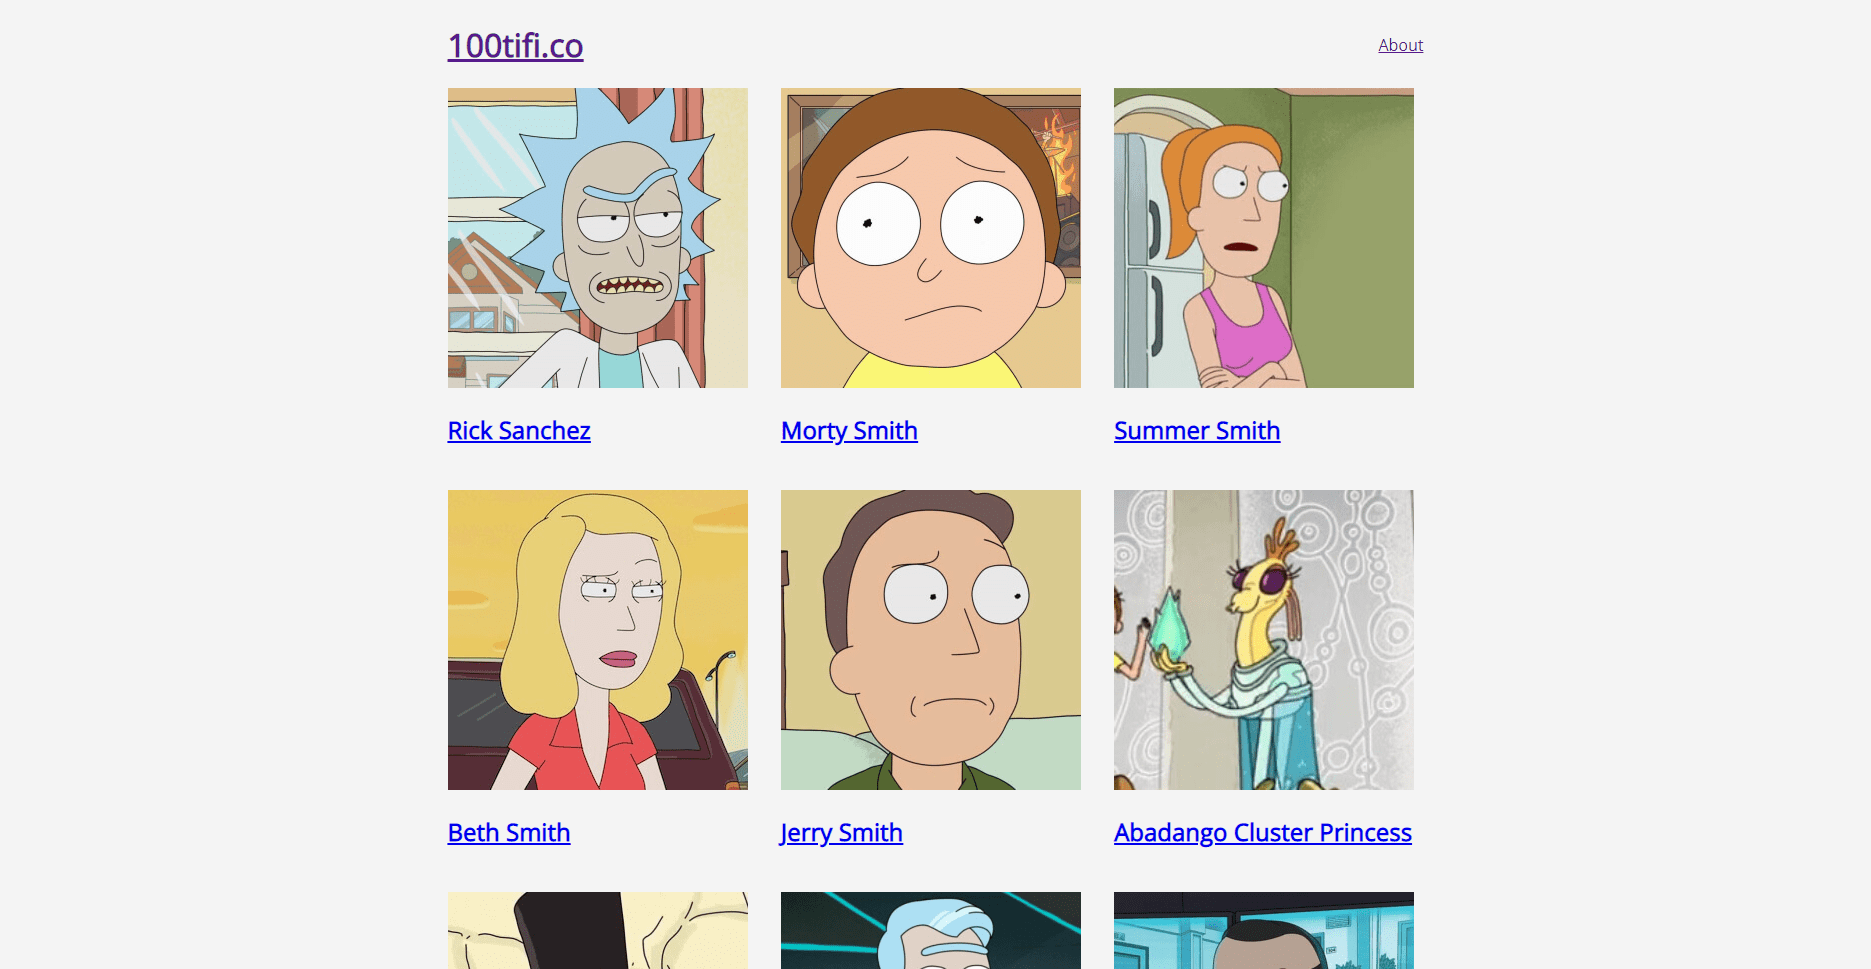 100tifi.co
About
Rick Sanchez
Morty Smith
Summer Smith
Beth Smith
Jerry Smith
Abadango Cluster Princess